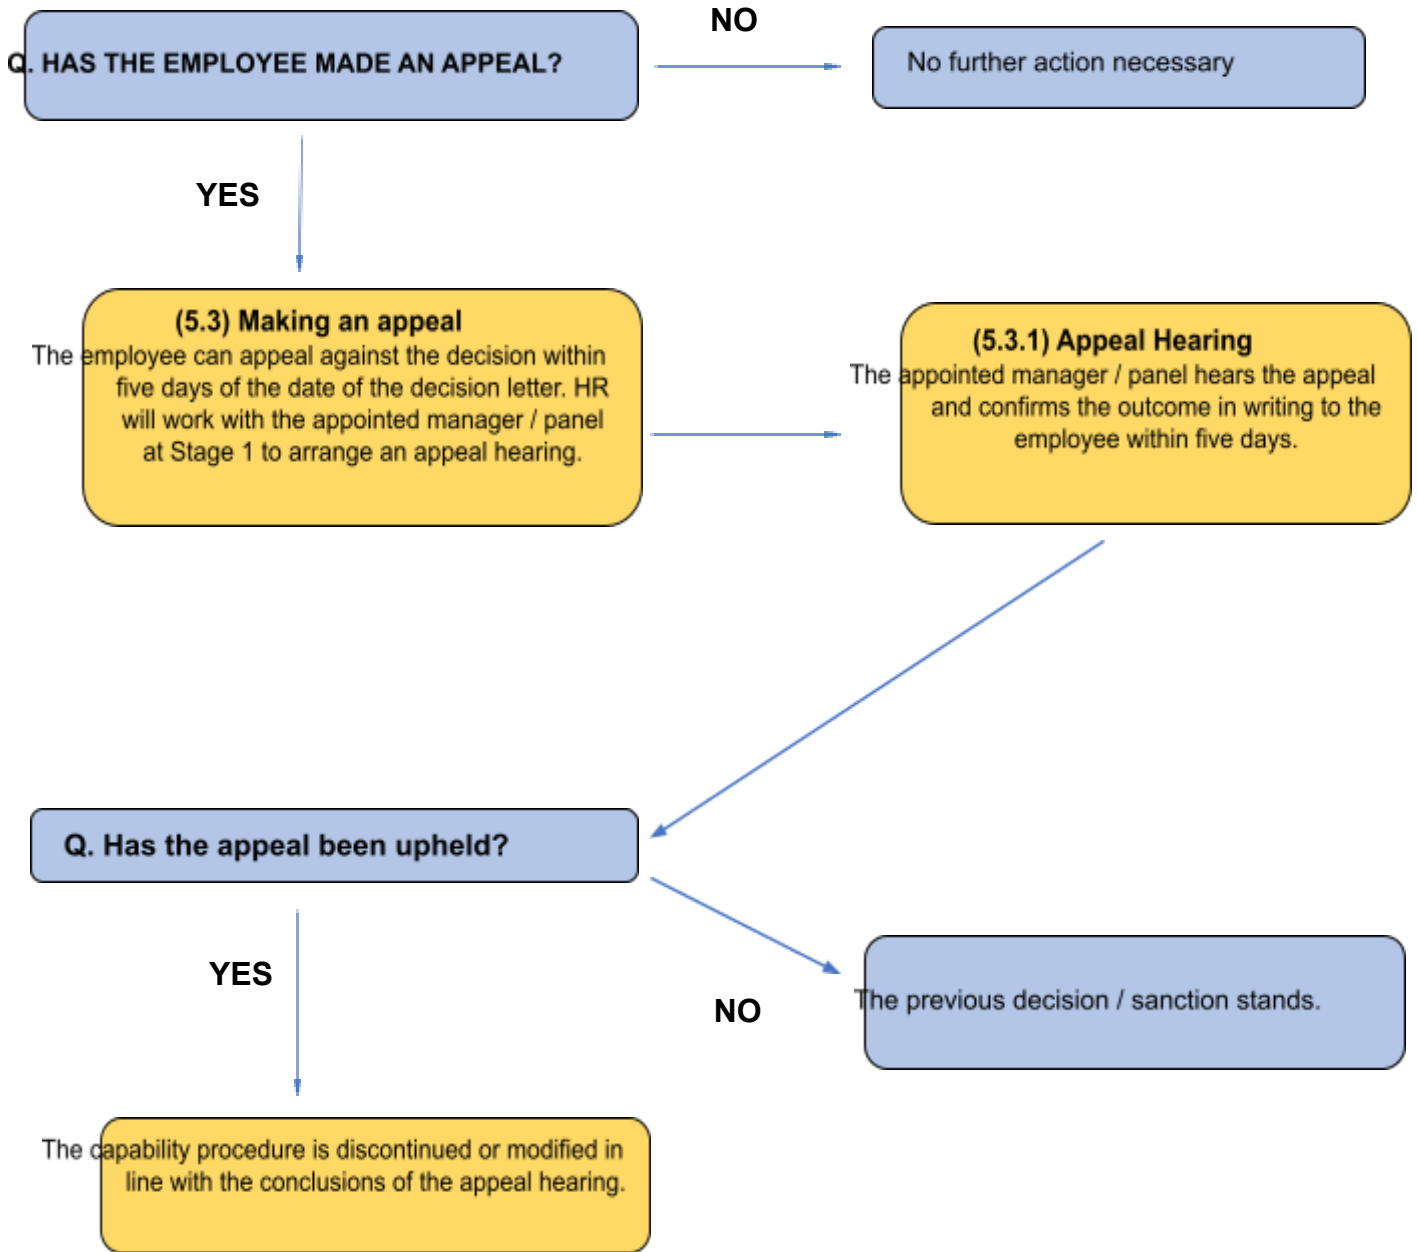 NO
Q. HAS THE EMPLOYEE MADE AN APPEAL?
No further action necessary
YES
(5.3) Making an appeal
The employee can appeal against the decision within
five days of the date of the decision letter. HR
will work with the appointed manager / panel
at Stage 1 to arrange an appeal hearing.
(5.3.1) Appeal Hearing
The appointed manager / panel hears the appeal
and confirms the outcome in writing to the
employee within five days.
Q. Has the appeal been upheld?
YES
NO
The previous decision / sanction stands.
The capability procedure is discontinued or modified in
line with the conclusions of the appeal hearing.